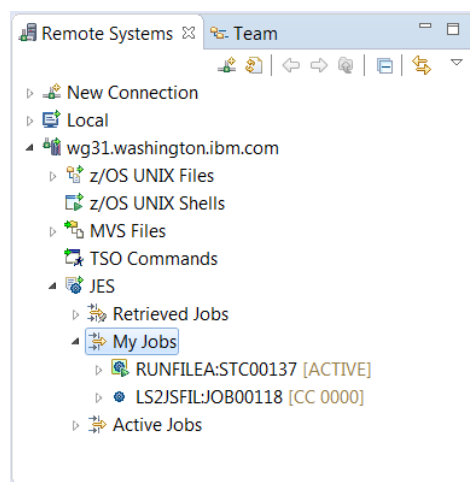 Remote Systems Team
New Connection
Local
wg31.washington.ibm.com
z/OS UNIX Files
z/OS UNIX Shells
MVS Files
TSO Commands
JES
Retrieved Jobs
My Jobs
RUNFILEA:STC00137 [ACTIVE]
LS2JSFIL:JOB00118 [CC 0000]
Active Jobs